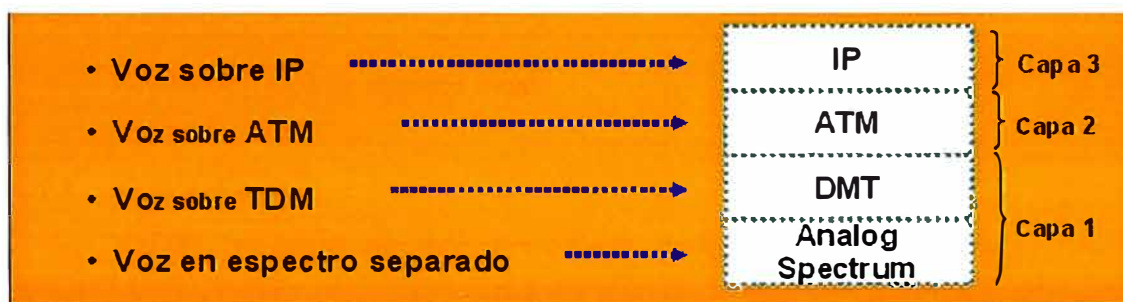 • Voz sobre IP
IP
Capa 3
• Voz sobre ATM
ATM
Capa 2
• Voz sobre TDM
DMT
Capa 1
• Voz en espectro separado
Analog
Spectrum